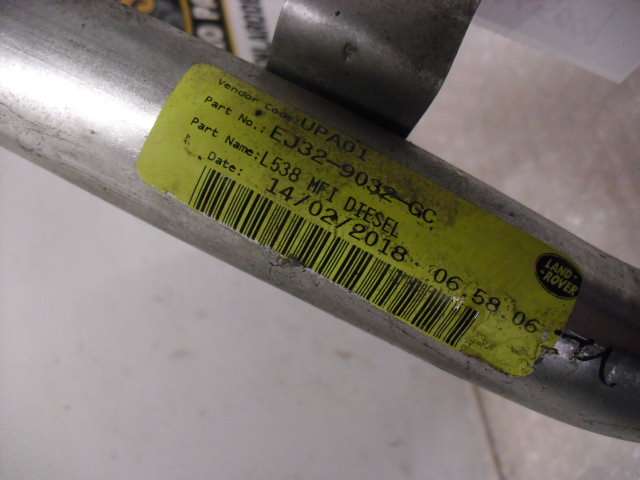 Vendor Code: UPA01
Part No.: EJ32-9032-GC
Part Name: L538 MFI DIESEL
Date: 14/02/2018 06.58.06
LAND-
-ROVER